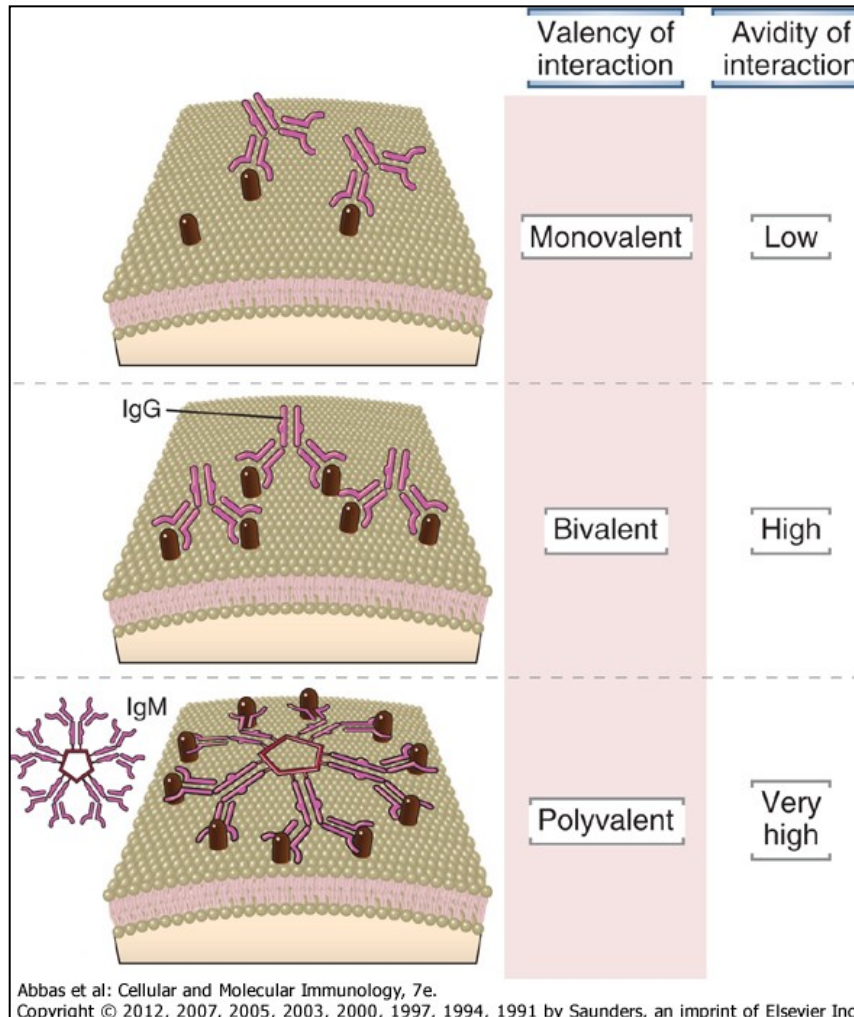 Valency of
interaction
Avidity of
interaction
Monovalent
Low
IgG
Bivalent
High
IgM
Polyvalent
Very
high
Abbas et al: Cellular and Molecular Immunology, 7e.
Copyright © 2012, 2007, 2005, 2003, 2000, 1997, 1994, 1991 by Saunders, an imprint of Elsevier Inc